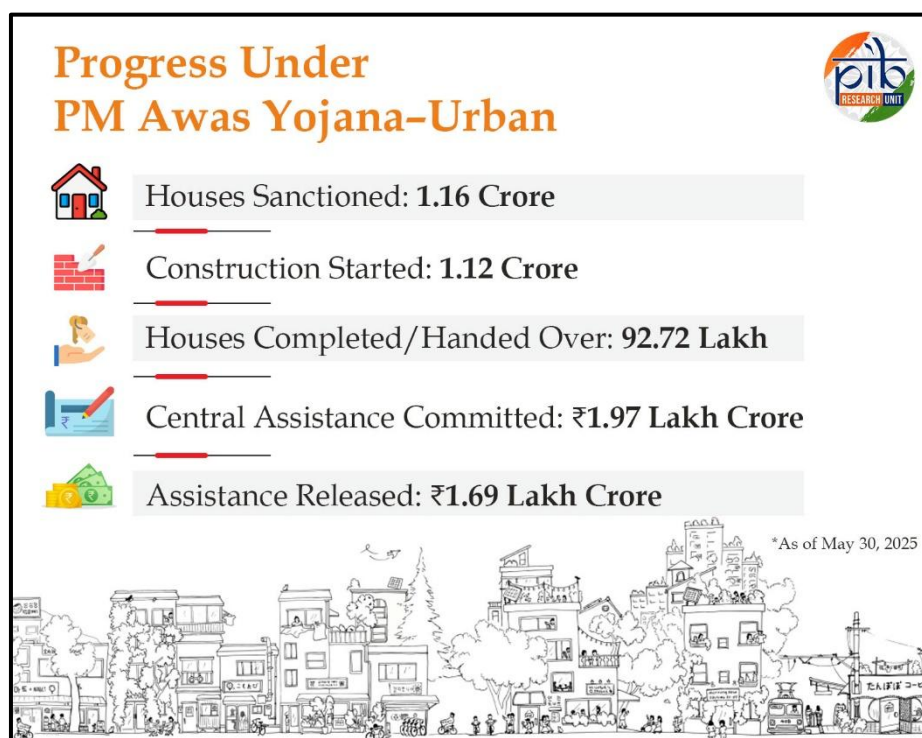 Progress Under
PM Awas Yojana–Urban
pib
RESEARCH UNIT
Houses Sanctioned: 1.16 Crore
Construction Started: 1.12 Crore
Houses Completed/Handed Over: 92.72 Lakh
Central Assistance Committed: ₹1.97 Lakh Crore
Assistance Released: ₹1.69 Lakh Crore
*As of May 30, 2025